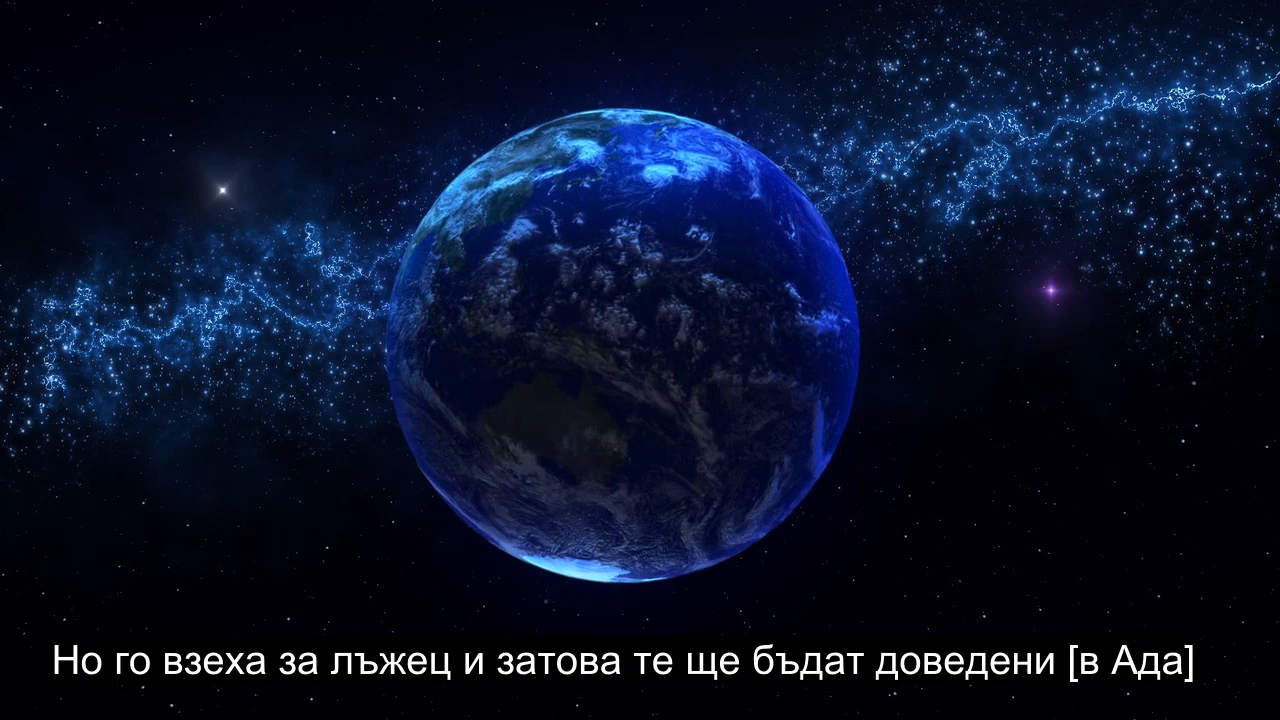 Но го взеха за лъжец и затова те ще бъдат доведени [в Ада]